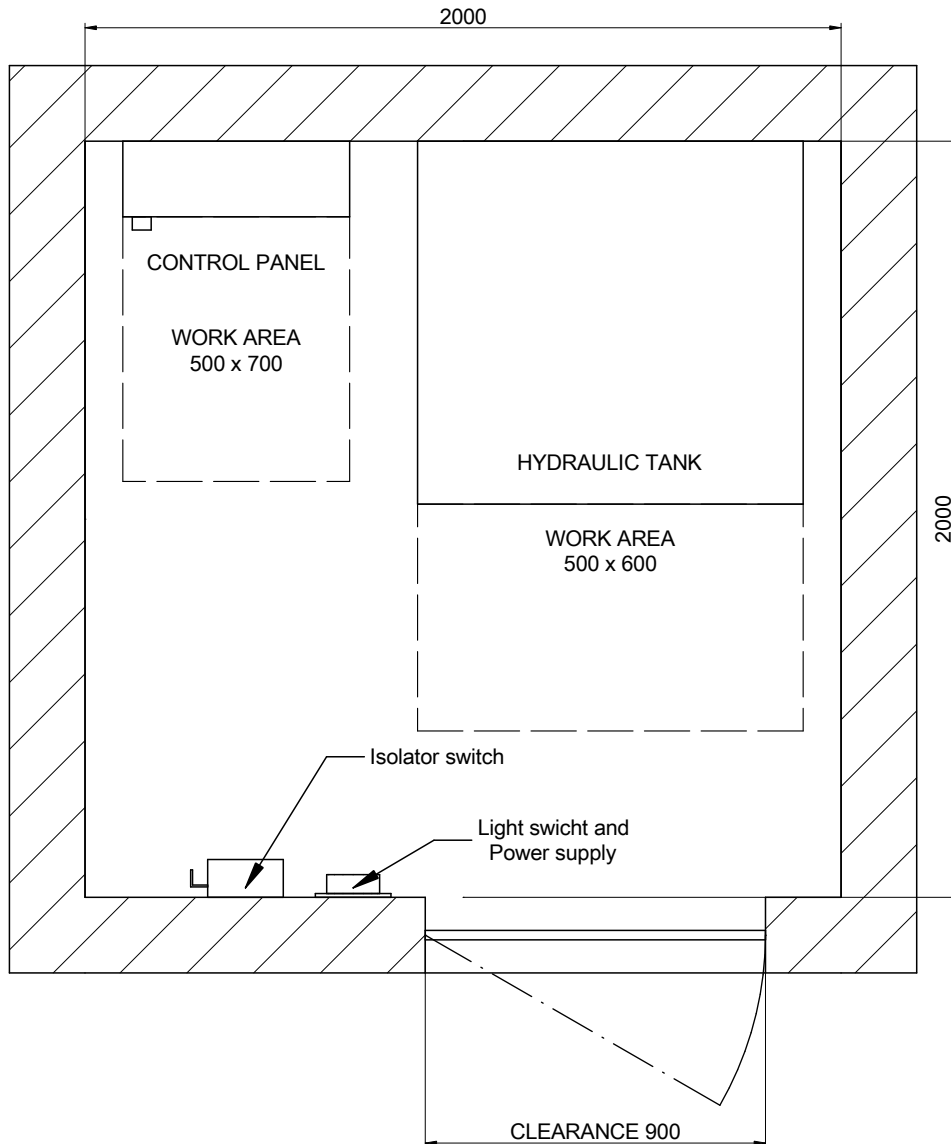 2000
CONTROL PANEL
WORK AREA
500 x 700
HYDRAULIC TANK
2000
WORK AREA
500 x 600
Isolator switch
Light swicht and
Power supply
CLEARANCE 900